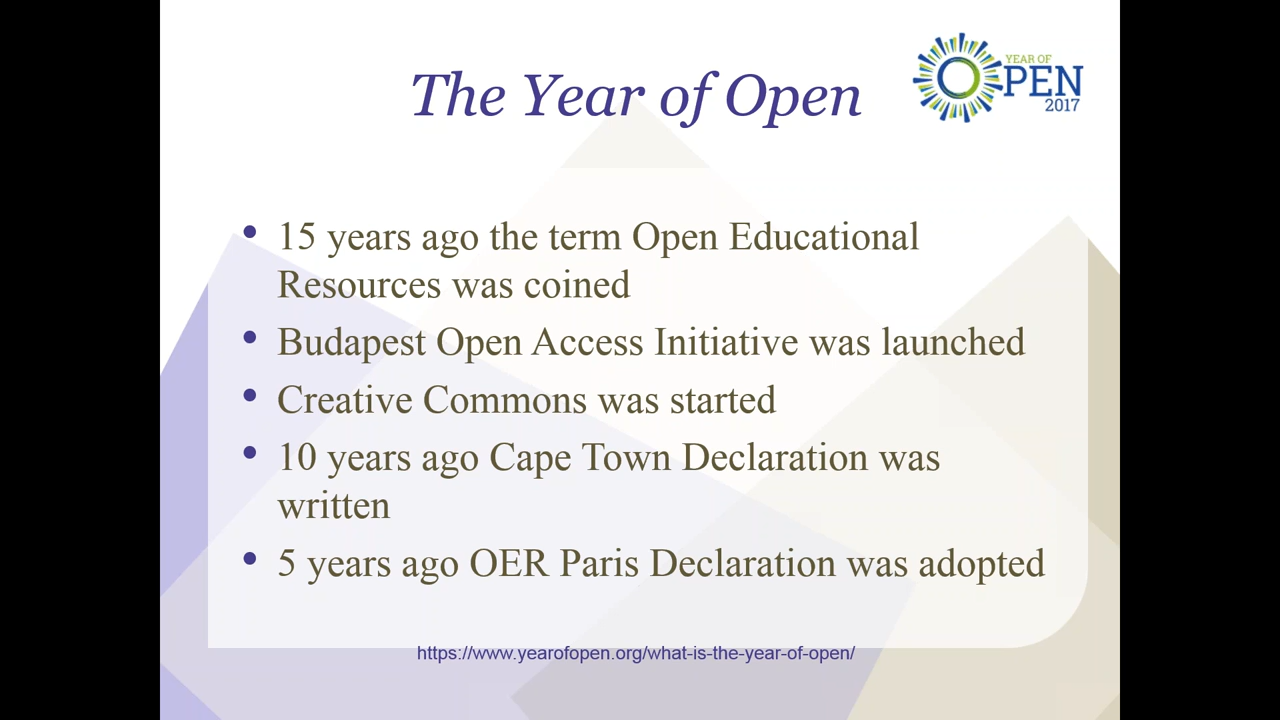 The Year of Open
YEAR OF
OPEN
2017
• 15 years ago the term Open Educational
Resources was coined
• Budapest Open Access Initiative was launched
• Creative Commons was started
• 10 years ago Cape Town Declaration was
written
• 5 years ago OER Paris Declaration was adopted
https://www.yearofopen.org/what-is-the-year-of-open/